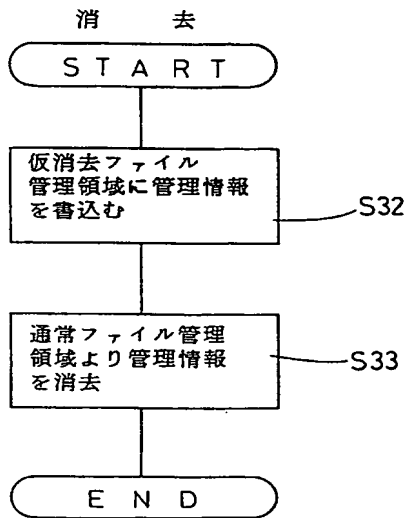 消去
START
仮消去ファイル
管理領域に管理情報
を書込む
S32
通常ファイル管理
領域より管理情報
を消去
S33
END